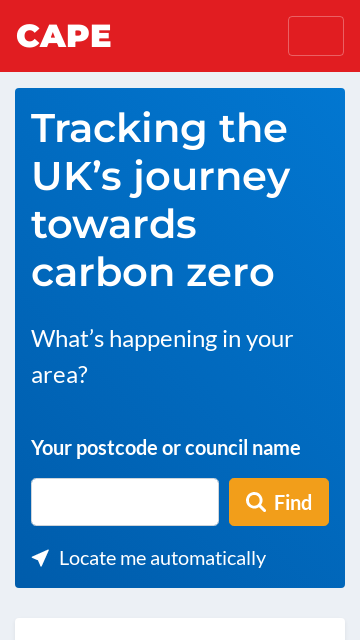 CAPE
Tracking the
UK’s journey
towards
carbon zero
What’s happening in your
area?
Your postcode or council name
Find
Locate me automatically